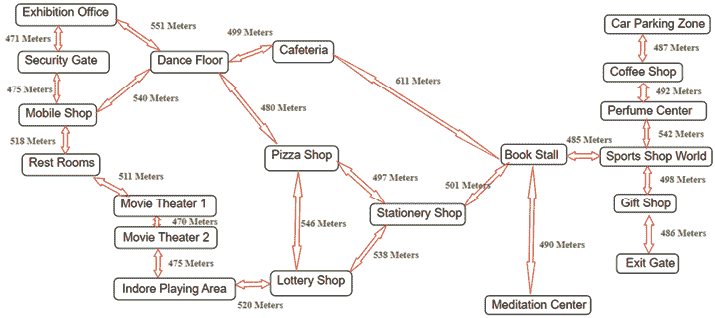 Exhibition Office
551 Meters
Car Parking Zone
471 Meters
499 Meters
Cafeteria
487 Meters
Security Gate
Dance Floor
Coffee Shop
475 Meters
540 Meters
611 Meters
492 Meters
Mobile Shop
480 Meters
Perfume Center
518 Meters
485 Meters
542 Meters
Rest Rooms
Pizza Shop
Book Stall
Sports Shop World
511 Meters
497 Meters
501 Meters
498 Meters
Movie Theater 1
Gift Shop
470 Meters
546 Meters
Stationery Shop
Movie Theater 2
486 Meters
475 Meters
538 Meters
490 Meters
Exit Gate
Indore Playing Area
Lottery Shop
520 Meters
Meditation Center